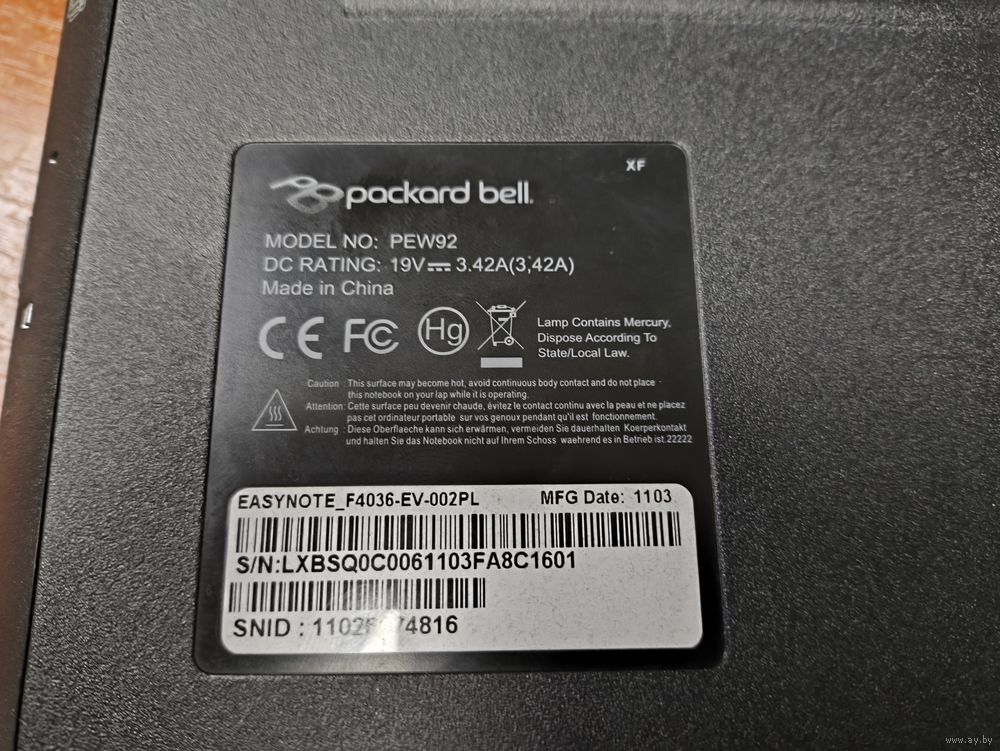 XF
packard bell.
MODEL NO: PEW92
DC RATING: 19V⎓3.42A(3,42A)
Made in China
CE FC Hg
Lamp Contains Mercury,
Dispose According To
State/Local Law.
Caution : This surface may become hot, avoid continuous body contact and do not place
this notebook on your lap while it is operating.
Attention: Cette surface peu devenir chaude, évitez le contact continu avec la peau et ne placez
pas cet ordinateur portable sur vos genoux pendant qu'il est fonctionnement.
Achtung : Diese Oberflaeche kann sich erwärmen, vermeiden Sie dauerhaften Koerperkontakt
und halten Sie das Notebook nicht auf Ihrem Schoss waehrend es in Betrieb ist.22222
EASYNOTE_F4036-EV-002PL MFG Date: 1103
S/N:LXBSQ0C0061103FA8C1601
SNID :
www.ay.by